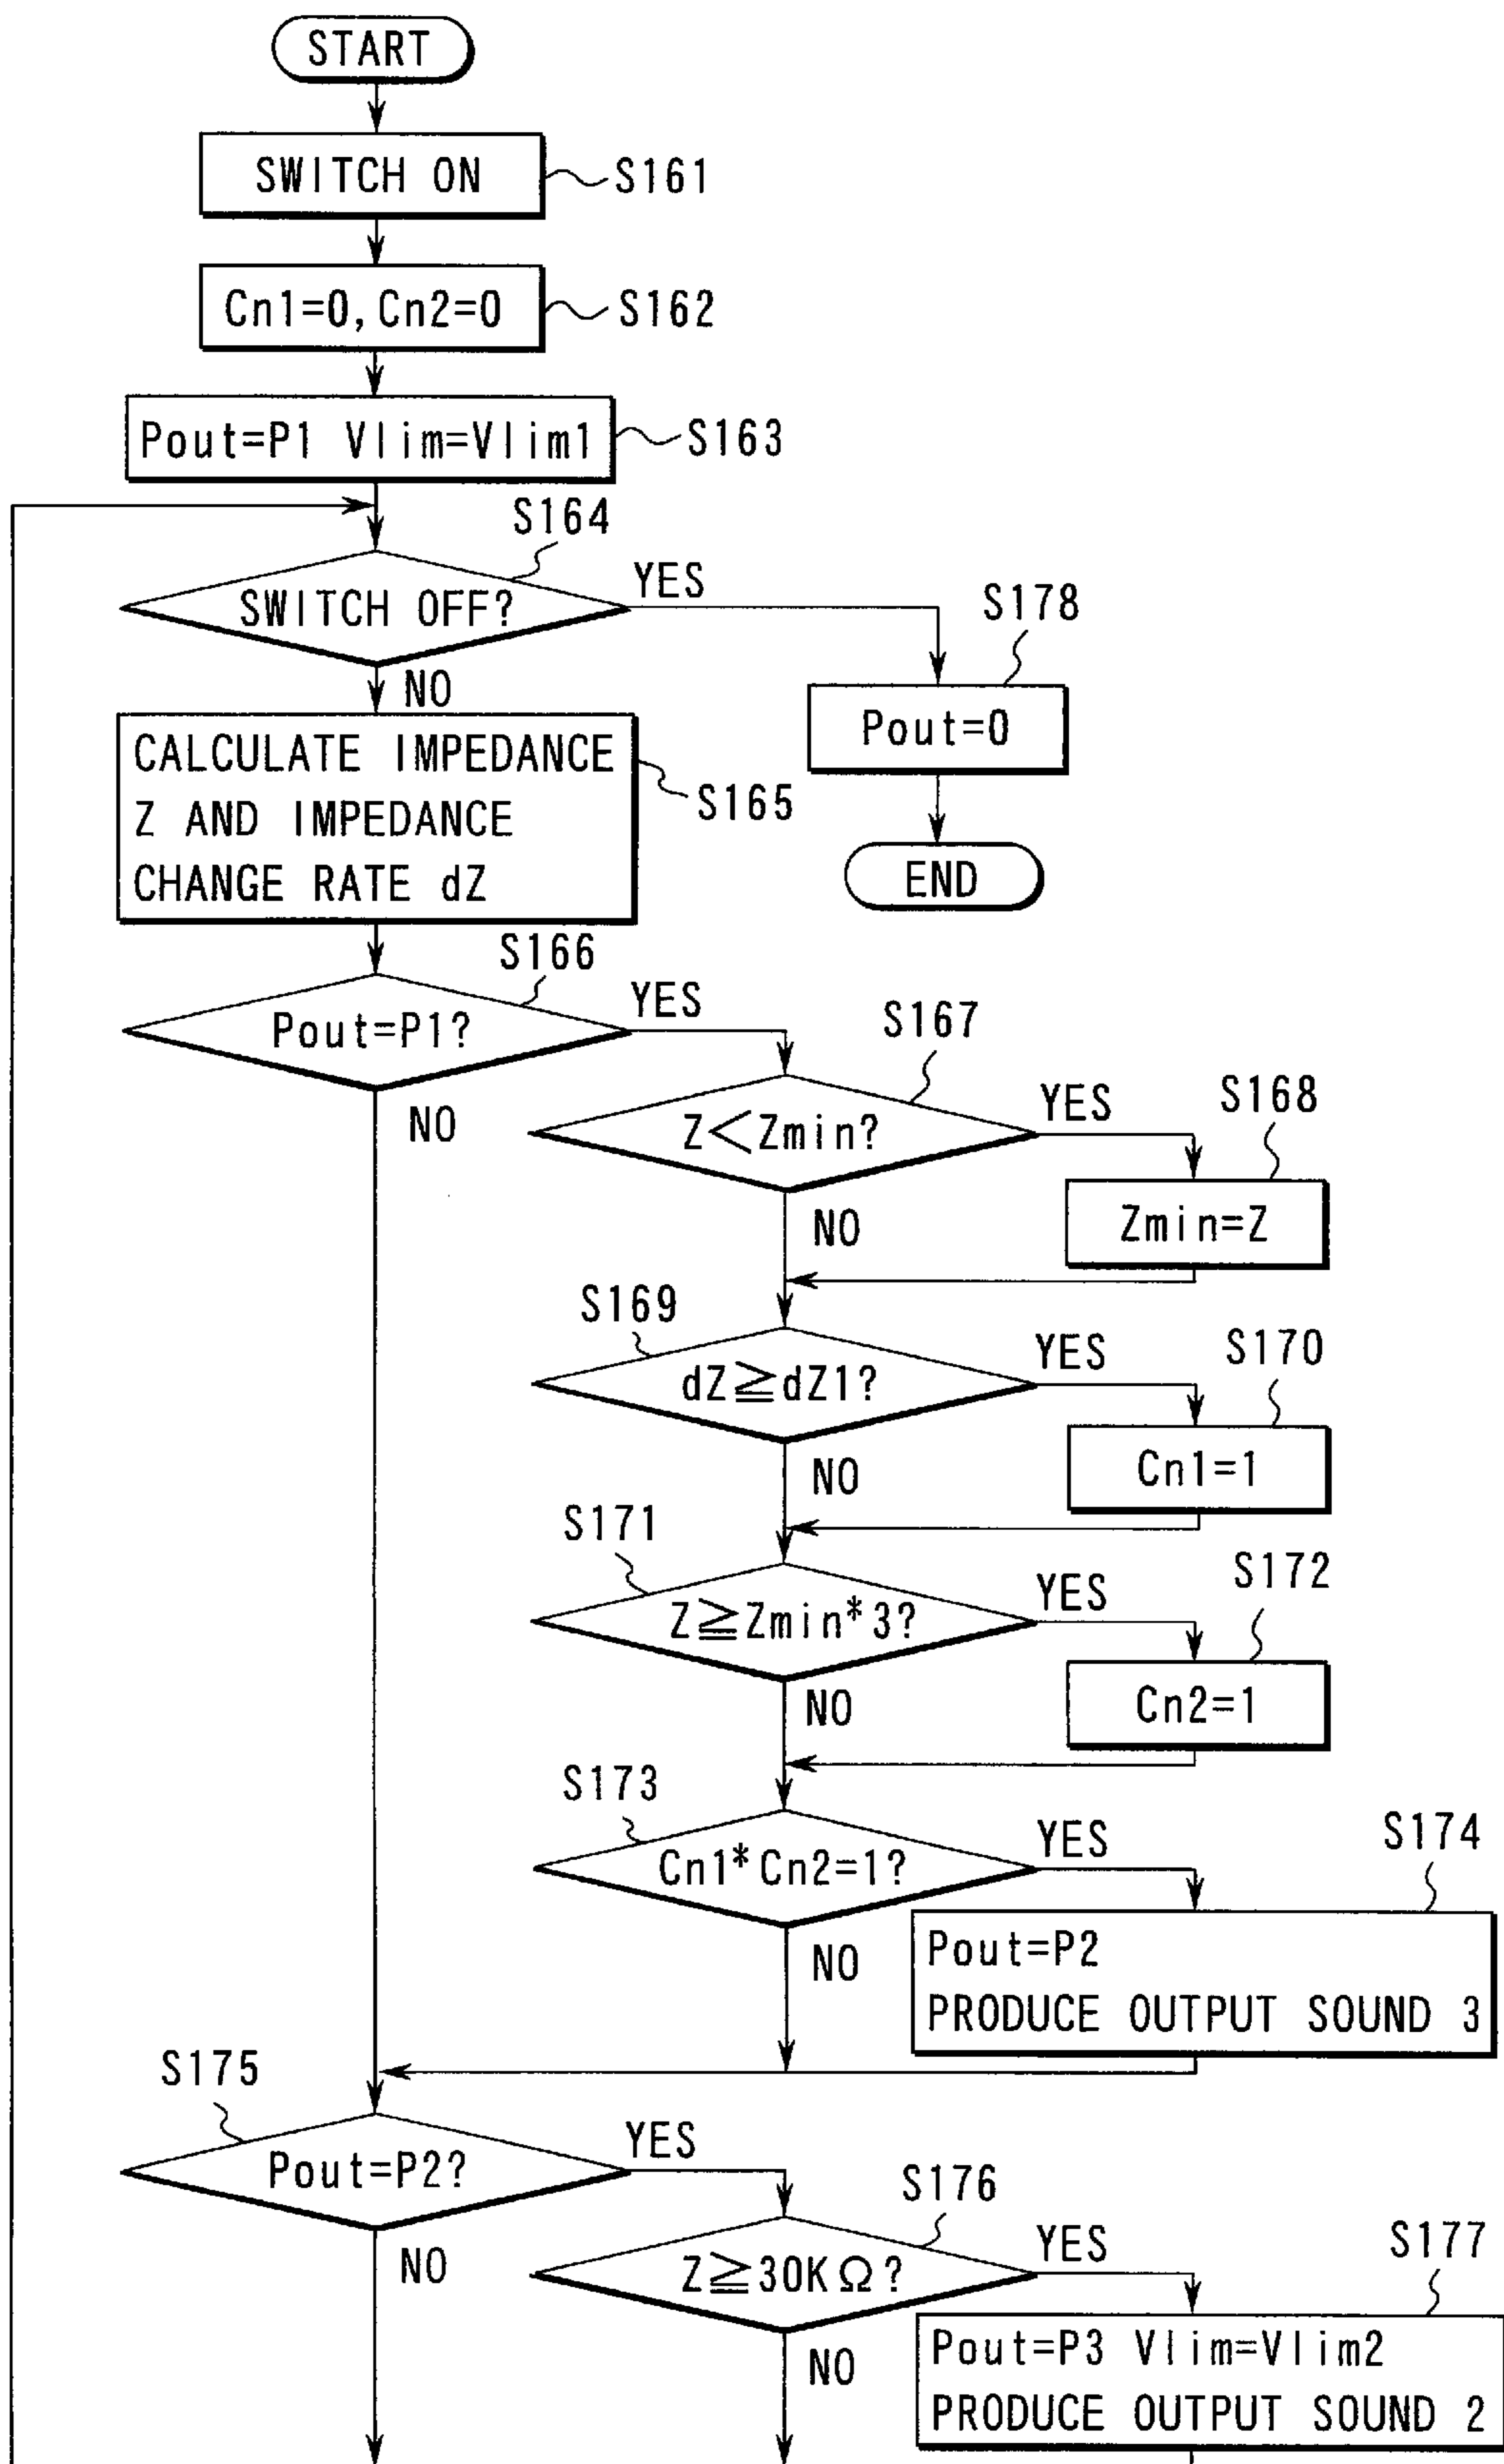 START
SWITCH ON
S161
Cn1=0, Cn2=0
S162
Pout=P1 Vlim=Vlim1
S163
S164
SWITCH OFF?
YES
NO
S178
Pout=0
END
CALCULATE IMPEDANCE
Z AND IMPEDANCE
CHANGE RATE dZ
S165
S166
Pout=P1?
YES
NO
S167
Z<Zmin?
YES
NO
S168
Zmin=Z
S169
dZ≧dZ1?
YES
NO
S170
Cn1=1
S171
Z≧Zmin*3?
YES
NO
S172
Cn2=1
S173
Cn1*Cn2=1?
YES
NO
S174
Pout=P2
PRODUCE OUTPUT SOUND 3
S175
Pout=P2?
YES
NO
S176
Z≧30KΩ?
YES
NO
S177
Pout=P3 Vlim=Vlim2
PRODUCE OUTPUT SOUND 2